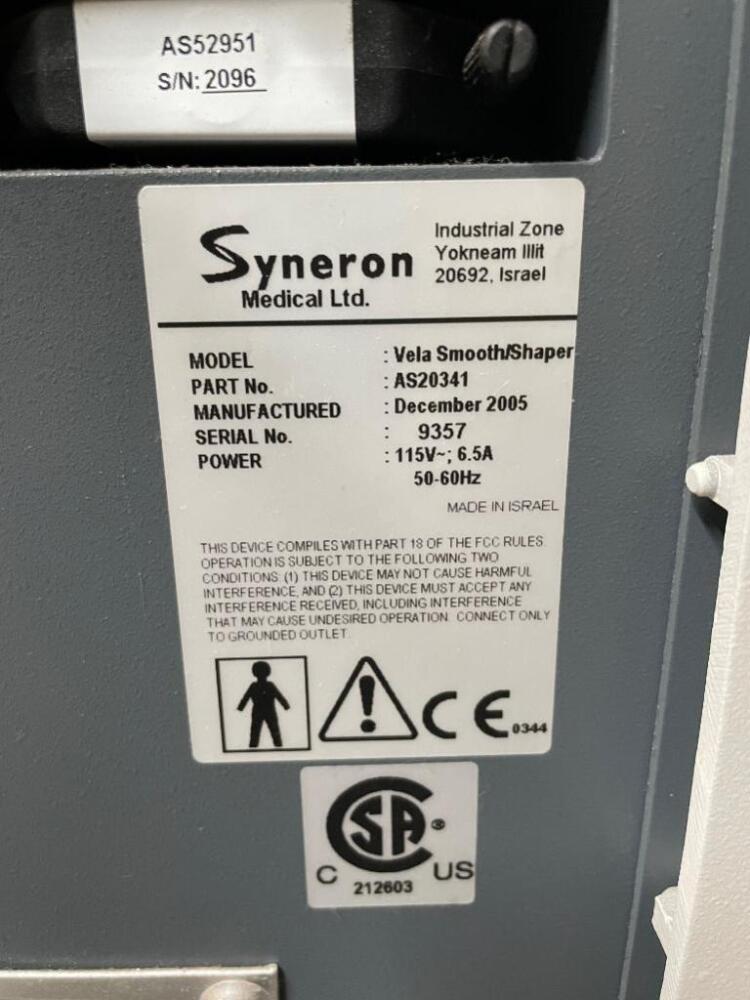 AS52951
S/N: 2096
Syneron
Medical Ltd.
Industrial Zone
Yokneam Illit
20692, Israel
MODEL : Vela Smooth/Shaper
PART No. : AS20341
MANUFACTURED : December 2005
SERIAL No. : 9357
POWER : 115V~; 6.5A
50-60Hz
MADE IN ISRAEL
THIS DEVICE COMPILES WITH PART 18 OF THE FCC RULES.
OPERATION IS SUBJECT TO THE FOLLOWING TWO
CONDITIONS: (1) THIS DEVICE MAY NOT CAUSE HARMFUL
INTERFERENCE, AND (2) THIS DEVICE MUST ACCEPT ANY
INTERFERENCE RECEIVED, INCLUDING INTERFERENCE
THAT MAY CAUSE UNDESIRED OPERATION. CONNECT ONLY
TO GROUNDED OUTLET.
! CE 0344
CSA ®
C US
212603